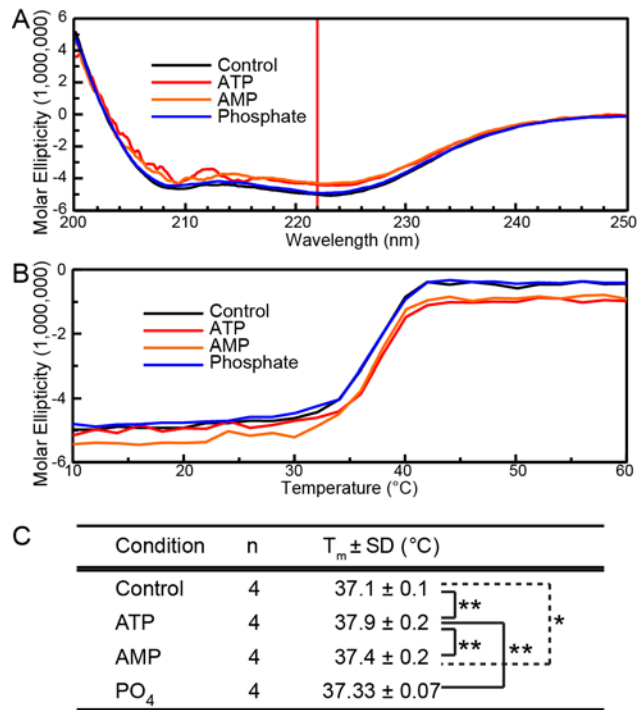 A
Molar Ellipticity (1,000,000)
6
4
2
0
-2
-4
-6
Control
ATP
AMP
Phosphate
200 210 220 230 240 250
Wavelength (nm)
B
Molar Ellipticity (1,000,000)
0
-2
-4
-6
Control
ATP
AMP
Phosphate
10 20 30 40 50 60
Temperature (°C)
C
Condition n Tm ± SD (°C)
Control 4 37.1 ± 0.1
ATP 4 37.9 ± 0.2
AMP 4 37.4 ± 0.2
PO4 4 37.33 ± 0.07
** ** ** *